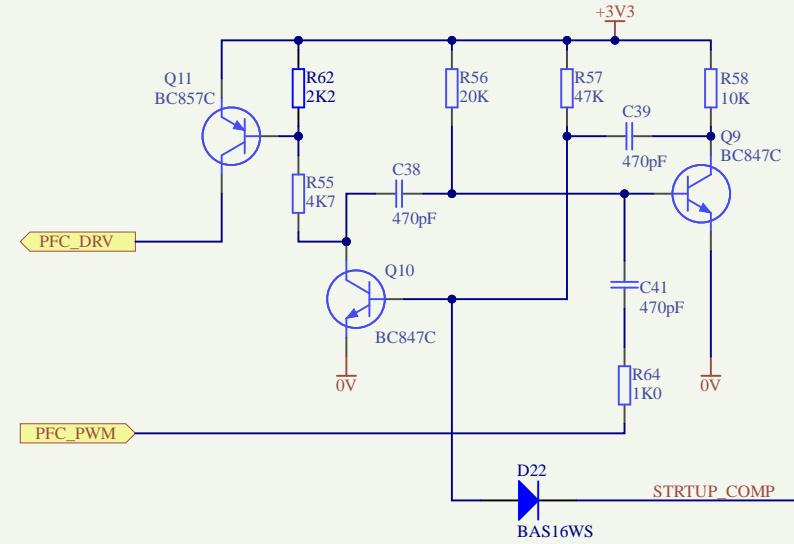 +3V3
Q11
BC857C
R62
2K2
R56
20K
R57
47K
R58
10K
C39
470pF
Q9
BC847C
R55
4K7
C38
470pF
PFC_DRV
Q10
BC847C
C41
470pF
0V
0V
R64
1K0
PFC_PWM
D22
BAS16WS
STRTUP_COMP